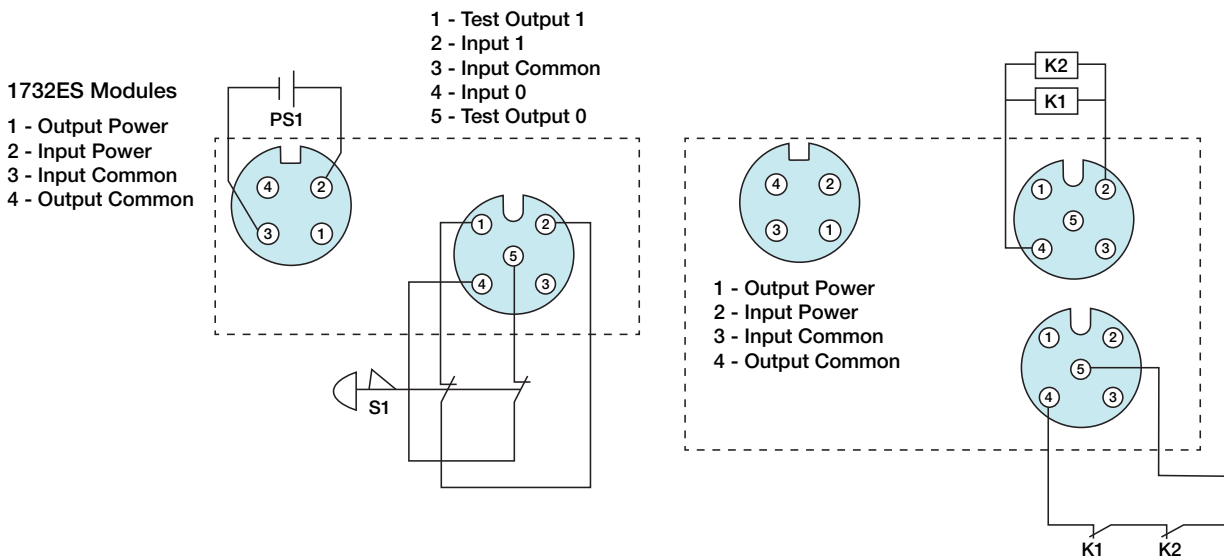 1732ES Modules
1 - Output Power
2 - Input Power
3 - Input Common
4 - Output Common
PS1
4
2
3
1
1 - Test Output 1
2 - Input 1
3 - Input Common
4 - Input 0
5 - Test Output 0
1
2
5
4
3
S1
4
2
3
1
1 - Output Power
2 - Input Power
3 - Input Common
4 - Output Common
K2
K1
1
2
5
4
3
1
2
5
4
3
K1
K2